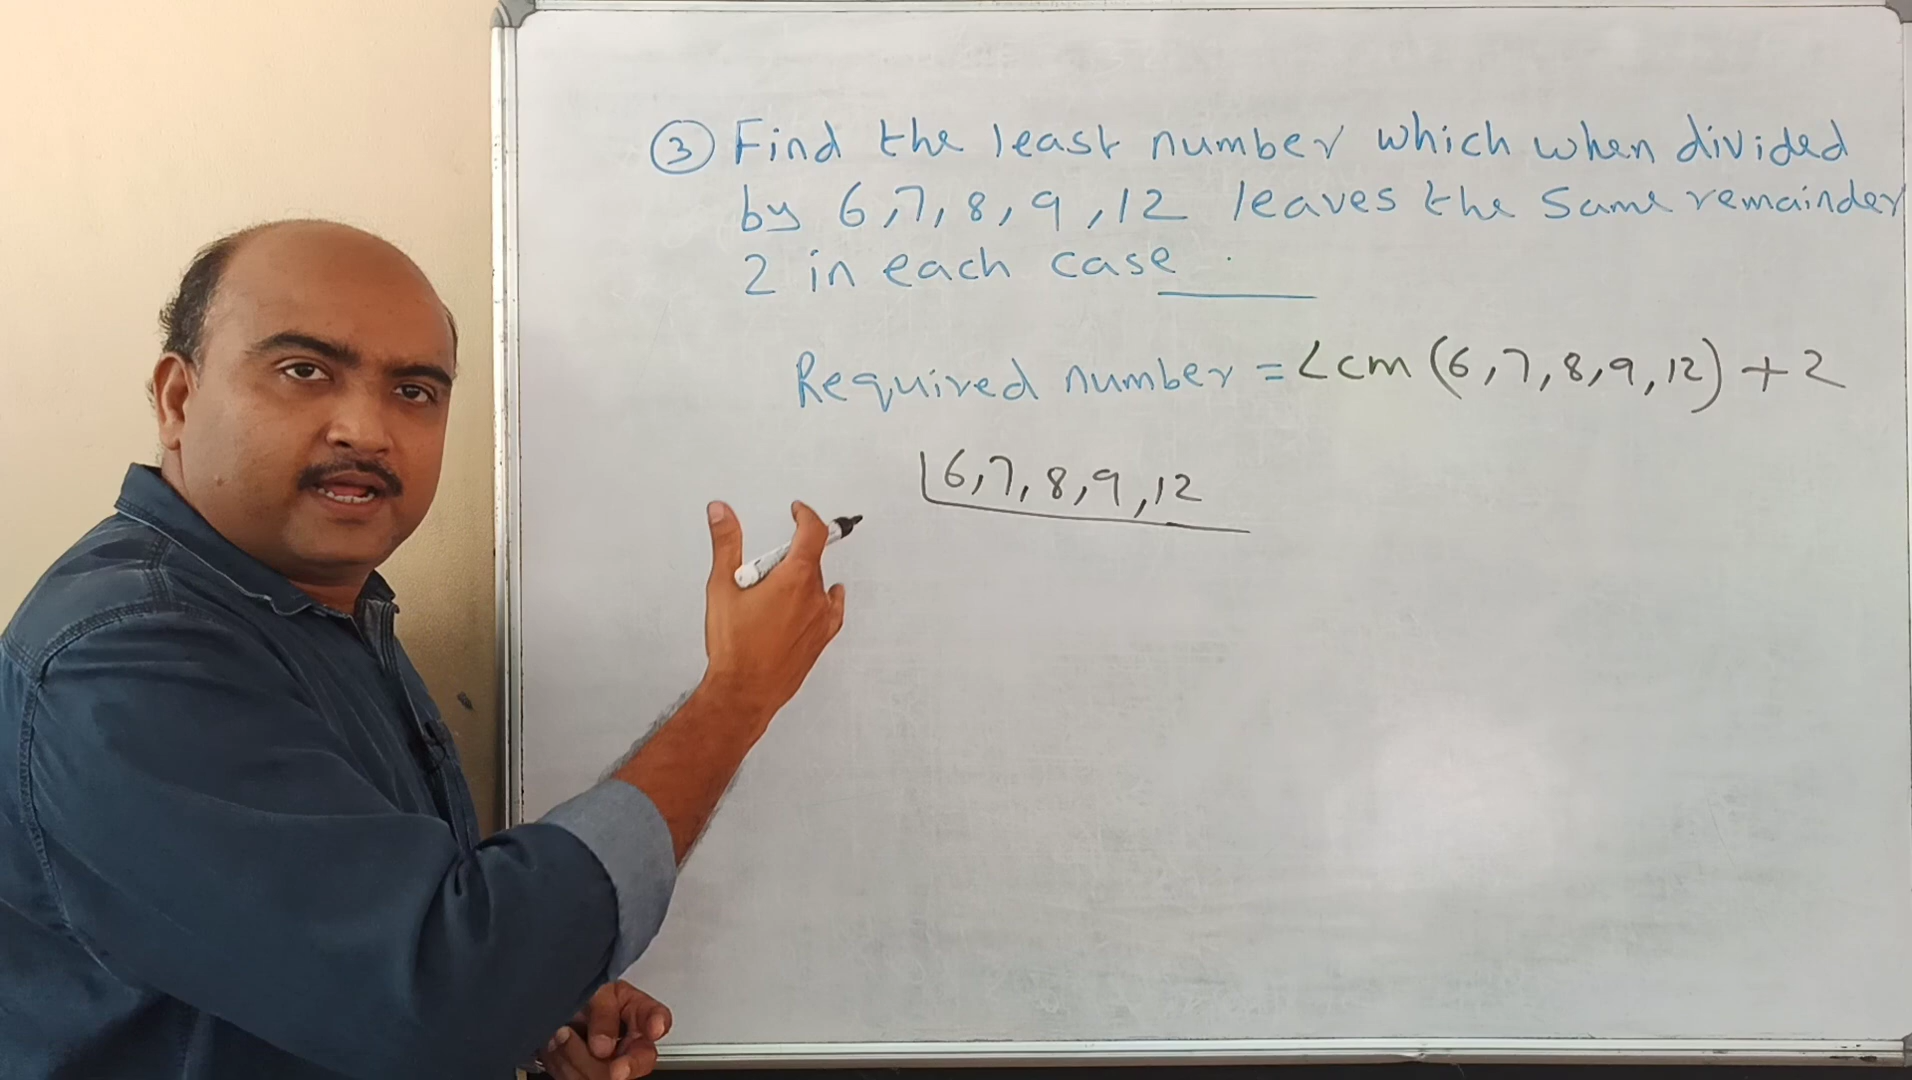 3 Find the least number which when divided
by 6,7,8,9,12 leaves the same remainder
2 in each case
Required number = Lcm (6,7,8,9,12) + 2
6,7,8,9,12